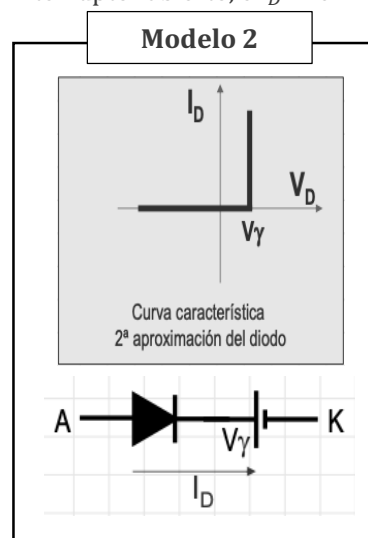 Modelo 2
I_D
V_D
Vγ
Curva característica
2ª aproximación del diodo
A
K
Vγ
I_D